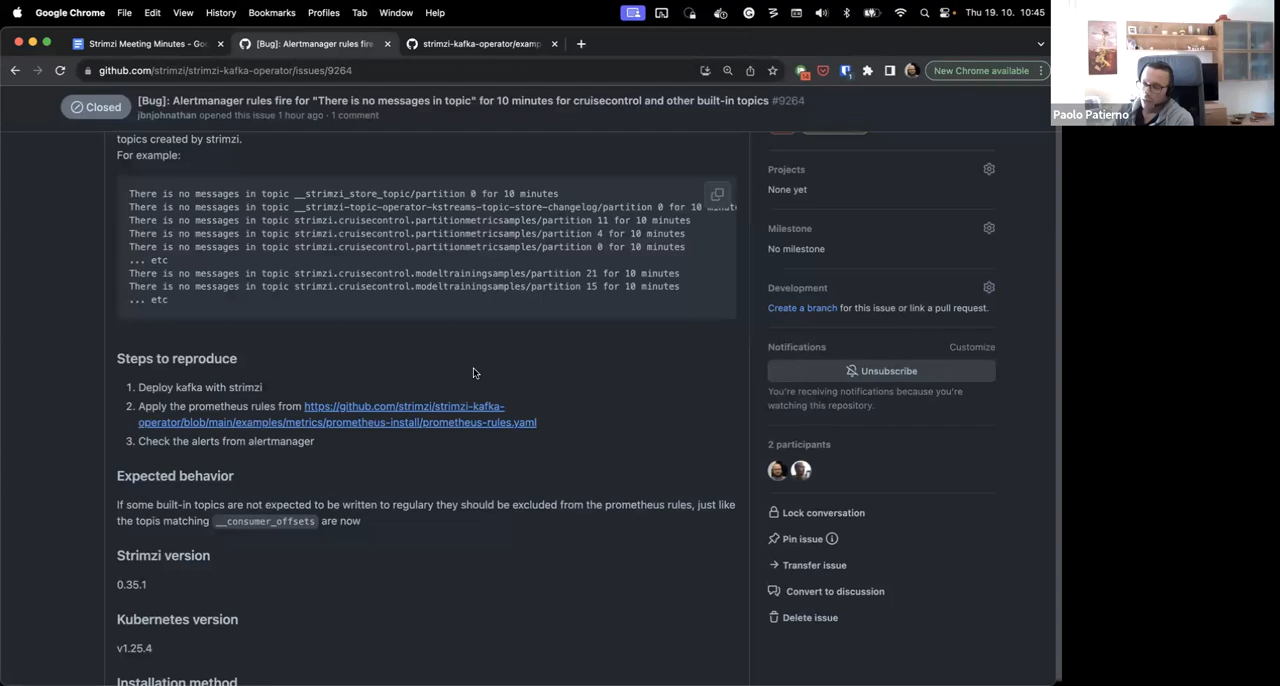 Google Chrome File Edit View History Bookmarks Profiles Tab Window Help Thu 19. 10. 10:45
Strimzi Meeting Minutes - Go
[Bug]: Alertmanager rules fire
strimzi-kafka-operator/examp
github.com/strimzi/strimzi-kafka-operator/issues/9264
New Chrome available
Paolo Patierno
Closed
[Bug]: Alertmanager rules fire for "There is no messages in topic" for 10 minutes for cruisecontrol and other built-in topics #9264
jbnjohnathan opened this issue 1 hour ago · 1 comment
topics created by strimzi.
For example:
There is no messages in topic __strimzi_store_topic/partition 0 for 10 minutes
There is no messages in topic __strimzi-topic-operator-kstreams-topic-store-changelog/partition 0 for 10 minute
There is no messages in topic strimzi.cruisecontrol.partitionmetricsamples/partition 11 for 10 minutes
There is no messages in topic strimzi.cruisecontrol.partitionmetricsamples/partition 4 for 10 minutes
There is no messages in topic strimzi.cruisecontrol.partitionmetricsamples/partition 0 for 10 minutes
... etc
There is no messages in topic strimzi.cruisecontrol.modeltrainingsamples/partition 21 for 10 minutes
There is no messages in topic strimzi.cruisecontrol.modeltrainingsamples/partition 15 for 10 minutes
... etc
Steps to reproduce
1. Deploy kafka with strimzi
2. Apply the prometheus rules from https://github.com/strimzi/strimzi-kafka-
operator/blob/main/examples/metrics/prometheus-install/prometheus-rules.yaml
3. Check the alerts from alertmanager
Expected behavior
If some built-in topics are not expected to be written to regulary they should be excluded from the prometheus rules, just like
the topis matching __consumer_offsets are now
Strimzi version
0.35.1
Kubernetes version
v1.25.4
Installation method
Projects
None yet
Milestone
No milestone
Development
Create a branch for this issue or link a pull request.
Notifications Customize
Unsubscribe
You're receiving notifications because you're
watching this repository.
2 participants
Lock conversation
Pin issue
Transfer issue
Convert to discussion
Delete issue